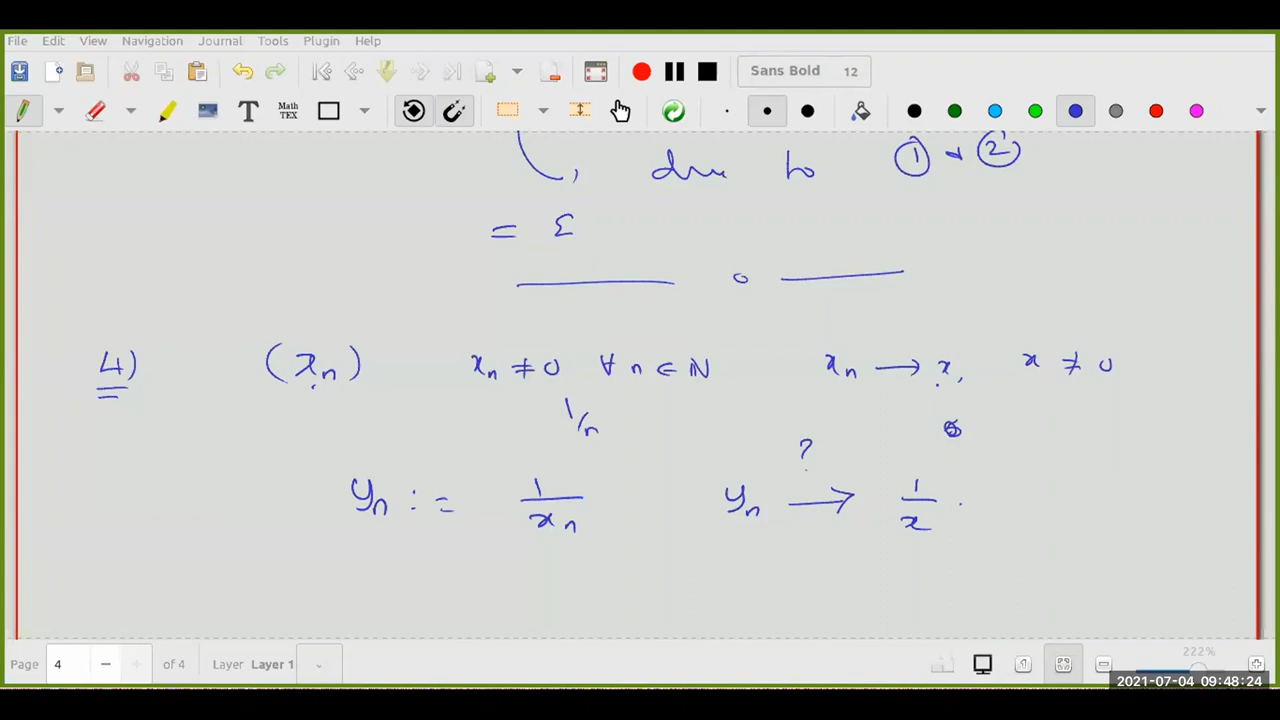 File Edit View Navigation Journal Tools Plugin Help
Sans Bold 12
T Math TEX
, due to ① & ②
= ε
4) (xₙ) xₙ ≠ 0 ∀ n ∈ ℕ xₙ → x, x ≠ 0
1/n
?
yₙ := 1/xₙ yₙ → 1/x .
Page 4 of 4 Layer Layer 1 222%
2021-07-04 09:48:24